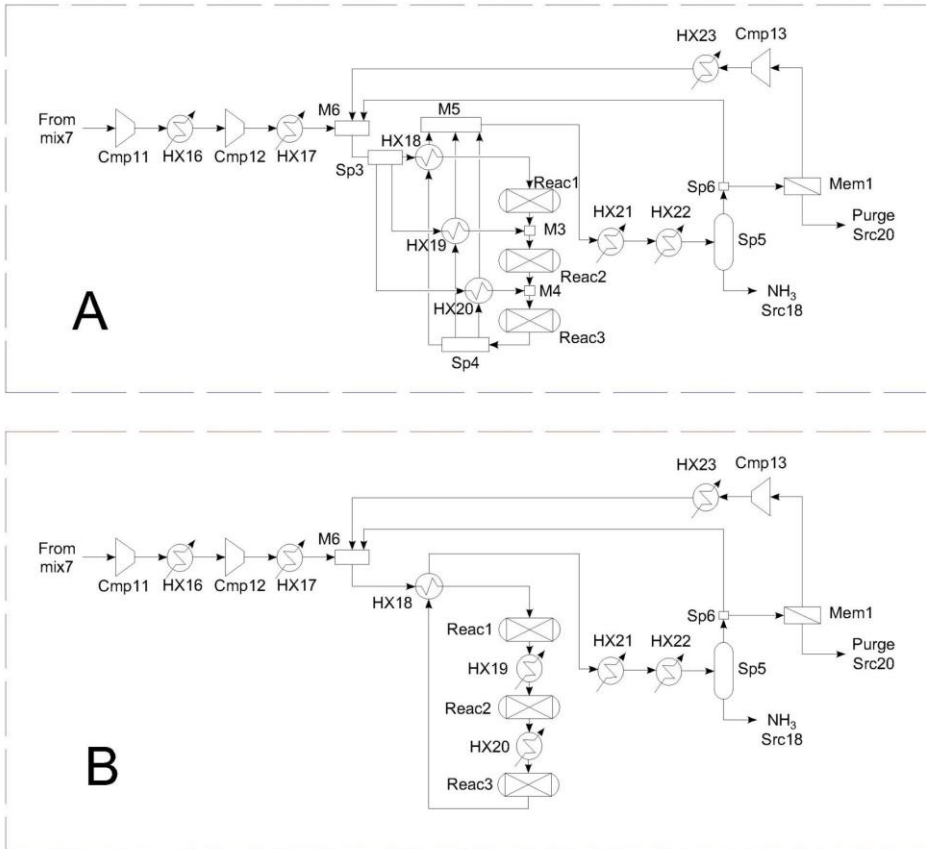 HX23
Cmp13
From
mix7
Cmp11
HX16
Cmp12
HX17
M6
M5
Sp3
HX18
Reac1
M3
HX19
Reac2
M4
HX20
Reac3
Sp4
HX21
HX22
Sp6
Mem1
Sp5
Purge
Src20
NH₃
Src18
A
HX23
Cmp13
From
mix7
Cmp11
HX16
Cmp12
HX17
M6
HX18
Reac1
HX19
Reac2
HX20
Reac3
HX21
HX22
Sp6
Mem1
Sp5
Purge
Src20
NH₃
Src18
B